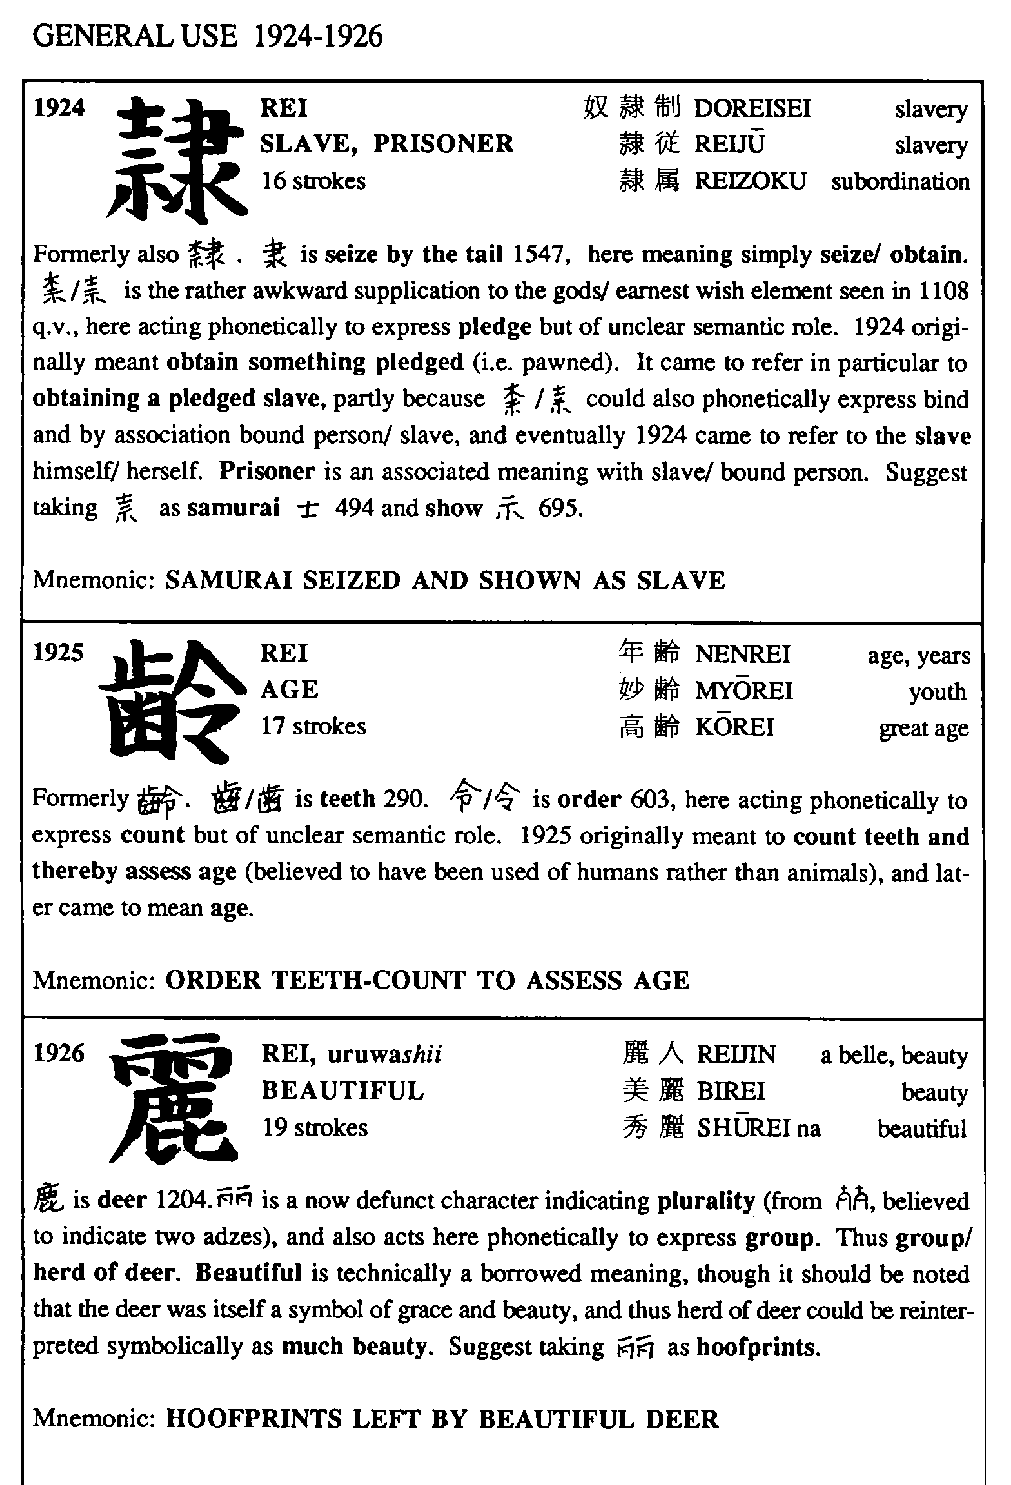 GENERAL USE 1924-1926
1924 隷 REI 奴隷制 DOREISEI slavery
SLAVE, PRISONER 隷従 REIJŪ slavery
16 strokes 隷属 REIZOKU subordination
Formerly also 隸. 隶 is seize by the tail 1547, here meaning simply seize/ obtain.
is the rather awkward supplication to the gods/ earnest wish element seen in 1108
q.v., here acting phonetically to express pledge but of unclear semantic role. 1924 origi-
nally meant obtain something pledged (i.e. pawned). It came to refer in particular to
obtaining a pledged slave, partly because / could also phonetically express bind
and by association bound person/ slave, and eventually 1924 came to refer to the slave
himself/ herself. Prisoner is an associated meaning with slave/ bound person. Suggest
taking as samurai 士 494 and show 示 695.
Mnemonic: SAMURAI SEIZED AND SHOWN AS SLAVE
1925 齢 REI 年齢 NENREI age, years
AGE 妙齢 MYŌREI youth
17 strokes 高齢 KŌREI great age
Formerly 齡. 齒/歯 is teeth 290. 令/令 is order 603, here acting phonetically to
express count but of unclear semantic role. 1925 originally meant to count teeth and
thereby assess age (believed to have been used of humans rather than animals), and lat-
er came to mean age.
Mnemonic: ORDER TEETH-COUNT TO ASSESS AGE
1926 麗 REI, uruwashii 麗人 REIJIN a belle, beauty
BEAUTIFUL 美麗 BIREI beauty
19 strokes 秀麗 SHŪREI na beautiful
鹿 is deer 1204. is a now defunct character indicating plurality (from , believed
to indicate two adzes), and also acts here phonetically to express group. Thus group/
herd of deer. Beautiful is technically a borrowed meaning, though it should be noted
that the deer was itself a symbol of grace and beauty, and thus herd of deer could be reinter-
preted symbolically as much beauty. Suggest taking as hoofprints.
Mnemonic: HOOFPRINTS LEFT BY BEAUTIFUL DEER